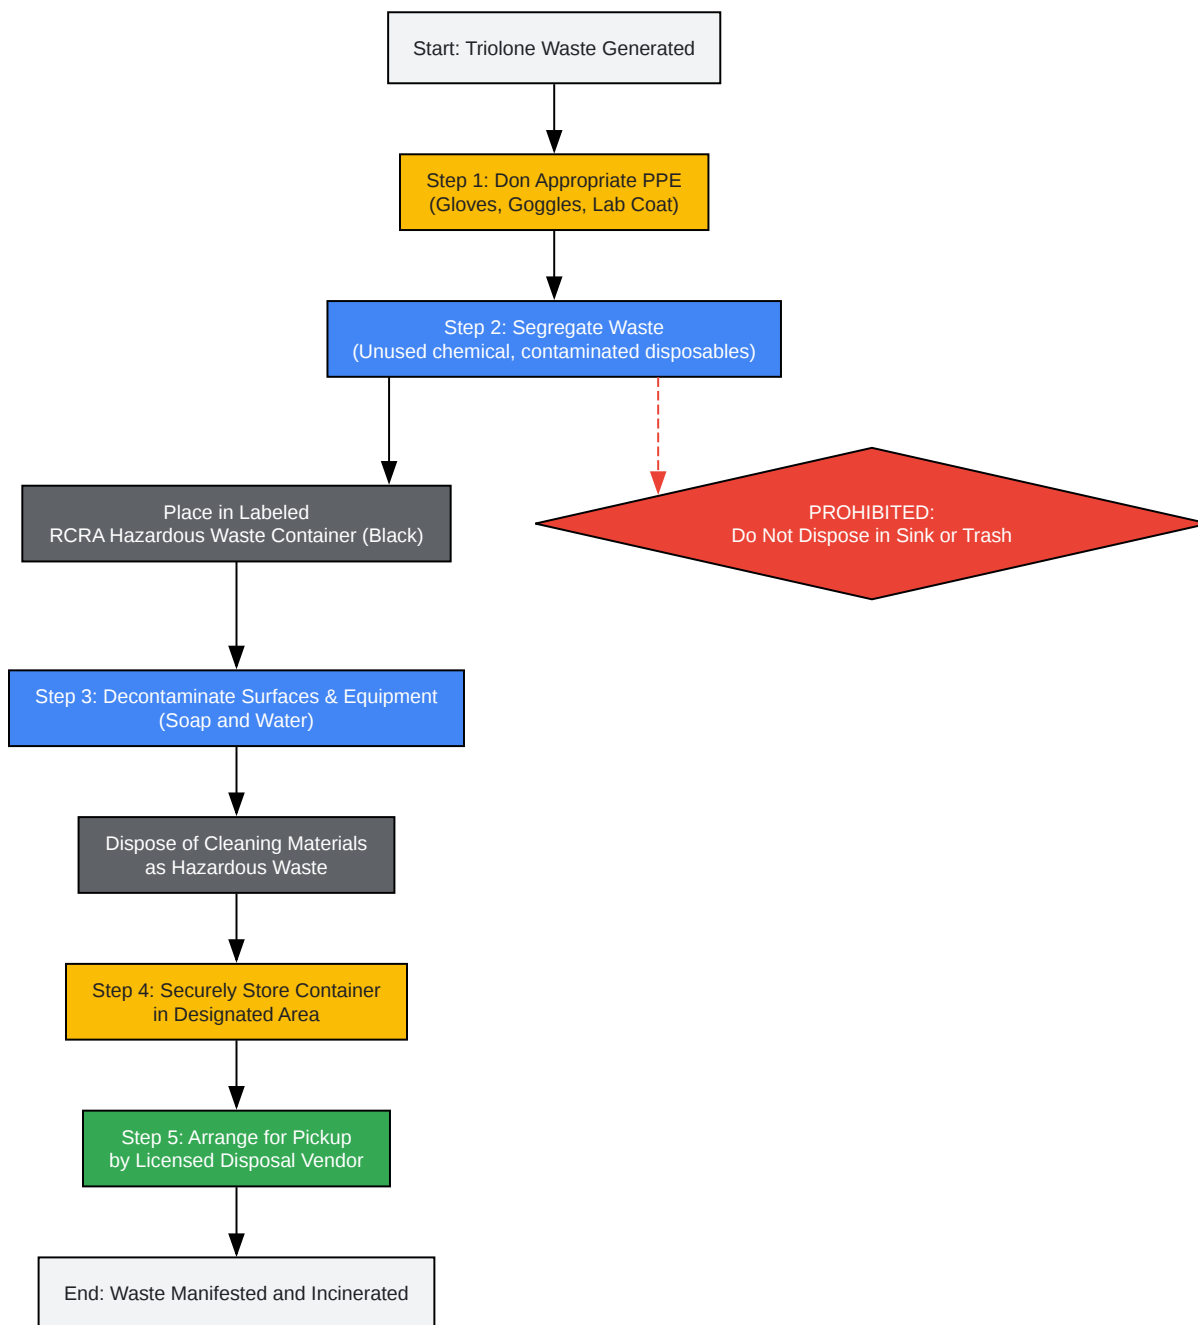 Start: Triolone Waste Generated
Step 1: Don Appropriate PPE
(Gloves, Goggles, Lab Coat)
Step 2: Segregate Waste
(Unused chemical, contaminated disposables)
Place in Labeled
RCRA Hazardous Waste Container (Black)
PROHIBITED:
Do Not Dispose in Sink or Trash
Step 3: Decontaminate Surfaces & Equipment
(Soap and Water)
Dispose of Cleaning Materials
as Hazardous Waste
Step 4: Securely Store Container
in Designated Area
Step 5: Arrange for Pickup
by Licensed Disposal Vendor
End: Waste Manifested and Incinerated